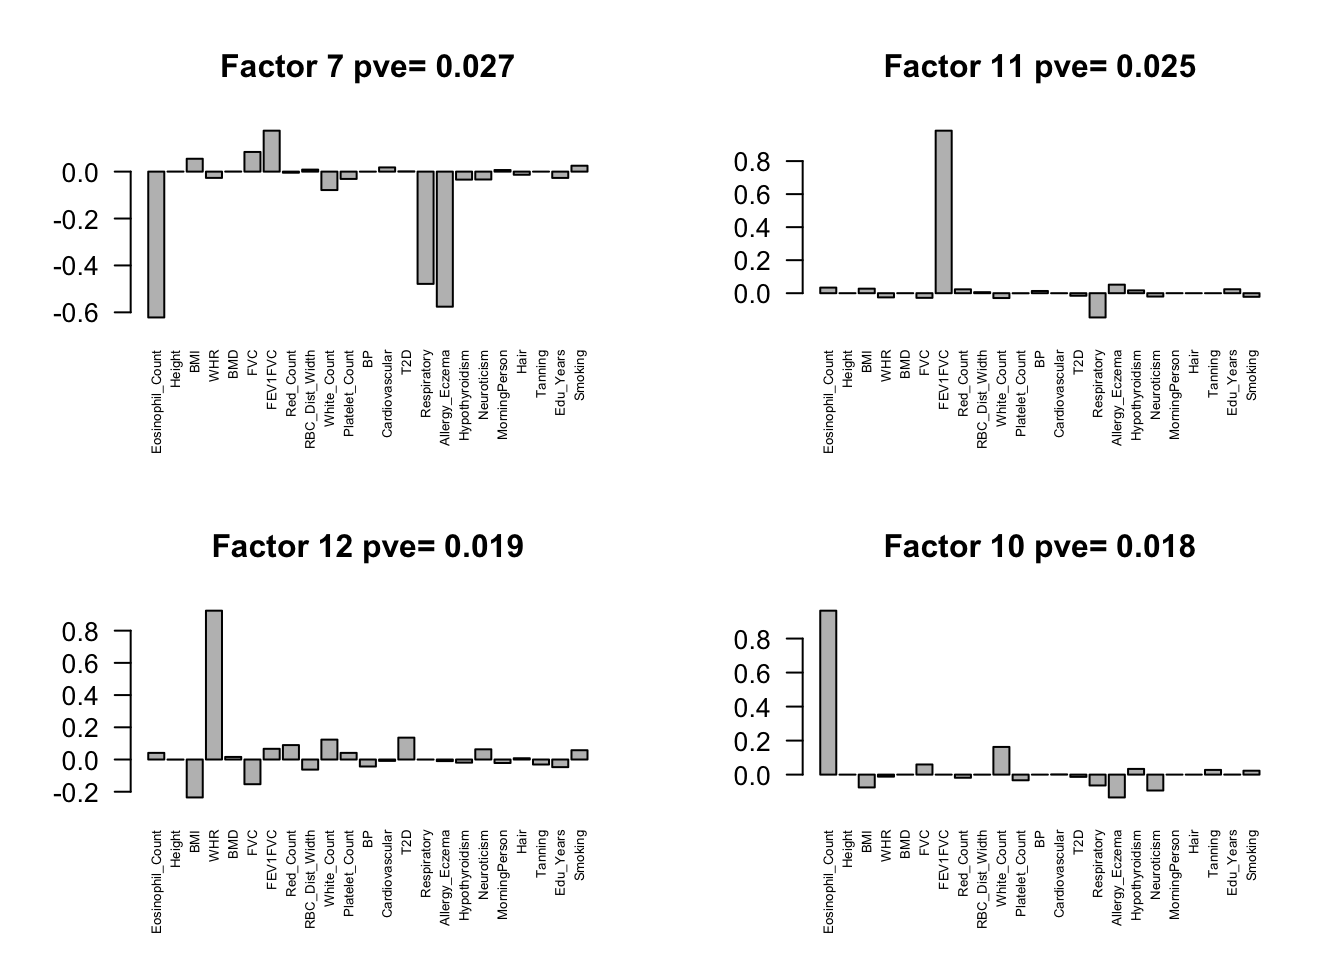 Factor 7 pve= 0.027
0.0
-0.2
-0.4
-0.6
Eosinophil_Count
Height
BMI
WHR
BMD
FVC
FEV1FVC
Red_Count
RBC_Dist_Width
White_Count
Platelet_Count
BP
Cardiovascular
T2D
Respiratory
Allergy_Eczema
Hypothyroidism
Neuroticism
MorningPerson
Hair
Tanning
Edu_Years
Smoking
Factor 11 pve= 0.025
0.8
0.6
0.4
0.2
0.0
Eosinophil_Count
Height
BMI
WHR
BMD
FVC
FEV1FVC
Red_Count
RBC_Dist_Width
White_Count
Platelet_Count
BP
Cardiovascular
T2D
Respiratory
Allergy_Eczema
Hypothyroidism
Neuroticism
MorningPerson
Hair
Tanning
Edu_Years
Smoking
Factor 12 pve= 0.019
0.8
0.6
0.4
0.2
0.0
-0.2
Eosinophil_Count
Height
BMI
WHR
BMD
FVC
FEV1FVC
Red_Count
RBC_Dist_Width
White_Count
Platelet_Count
BP
Cardiovascular
T2D
Respiratory
Allergy_Eczema
Hypothyroidism
Neuroticism
MorningPerson
Hair
Tanning
Edu_Years
Smoking
Factor 10 pve= 0.018
0.8
0.6
0.4
0.2
0.0
Eosinophil_Count
Height
BMI
WHR
BMD
FVC
FEV1FVC
Red_Count
RBC_Dist_Width
White_Count
Platelet_Count
BP
Cardiovascular
T2D
Respiratory
Allergy_Eczema
Hypothyroidism
Neuroticism
MorningPerson
Hair
Tanning
Edu_Years
Smoking